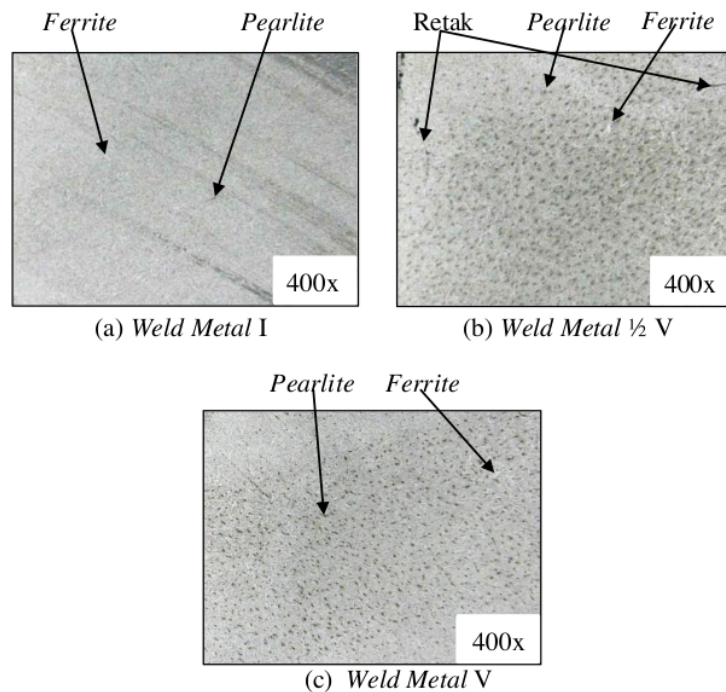 Ferrite Pearlite
Retak Pearlite Ferrite
400x
400x
(a) Weld Metal I
(b) Weld Metal ½ V
Pearlite Ferrite
400x
(c) Weld Metal V